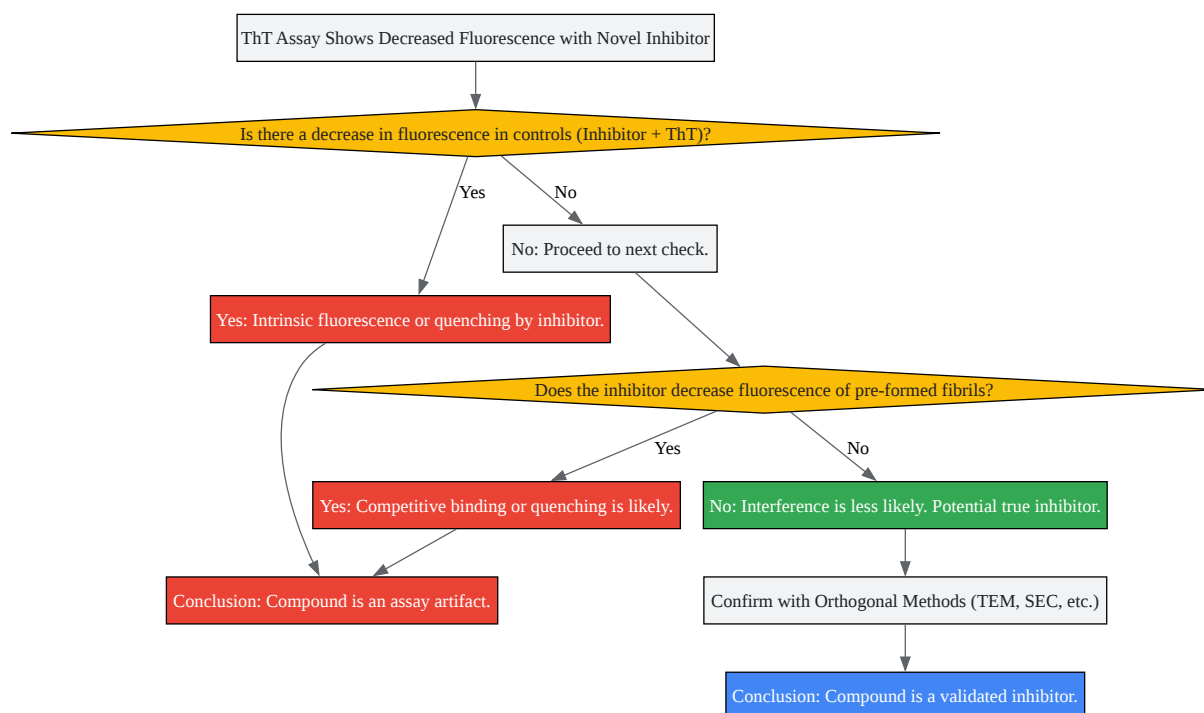 ThT Assay Shows Decreased Fluorescence with Novel Inhibitor
Is there a decrease in fluorescence in controls (Inhibitor + ThT)?
Yes
No
No: Proceed to next check.
Yes: Intrinsic fluorescence or quenching by inhibitor.
Does the inhibitor decrease fluorescence of pre-formed fibrils?
Yes
No
Yes: Competitive binding or quenching is likely.
No: Interference is less likely. Potential true inhibitor.
Conclusion: Compound is an assay artifact.
Confirm with Orthogonal Methods (TEM, SEC, etc.)
Conclusion: Compound is a validated inhibitor.